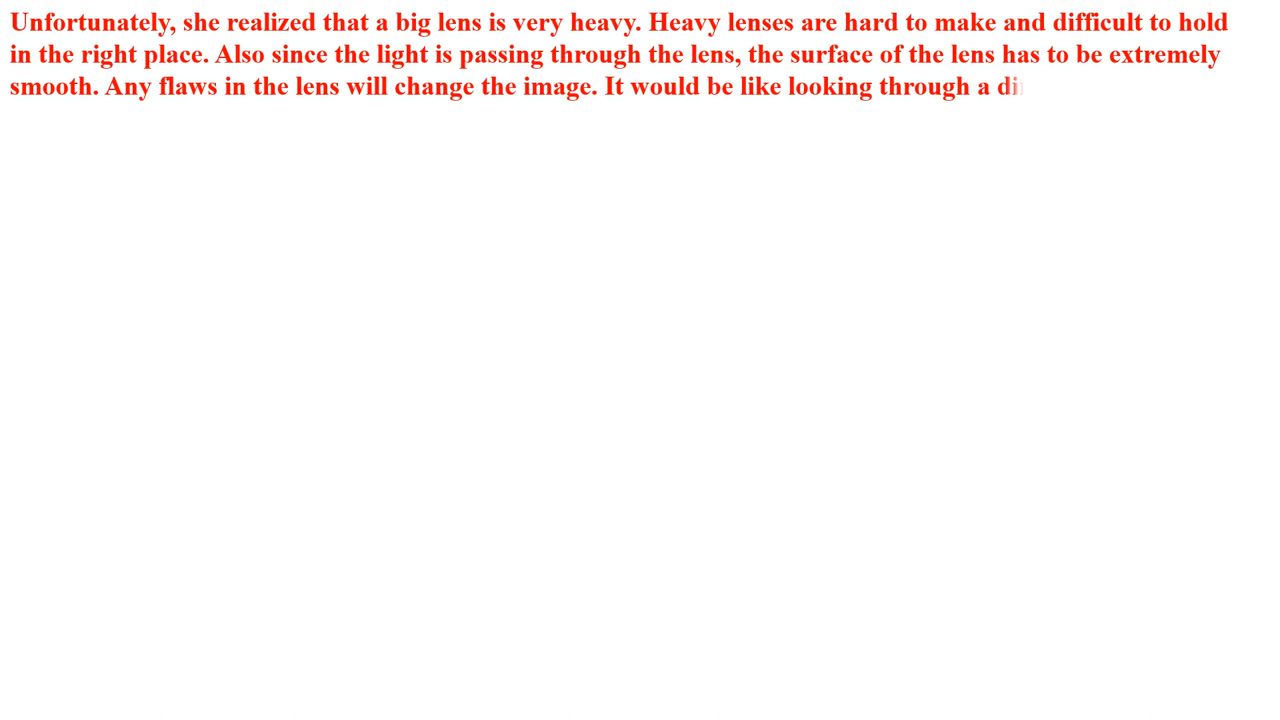 Unfortunately, she realized that a big lens is very heavy. Heavy lenses are hard to make and difficult to hold
in the right place. Also since the light is passing through the lens, the surface of the lens has to be extremely
smooth. Any flaws in the lens will change the image. It would be like looking through a